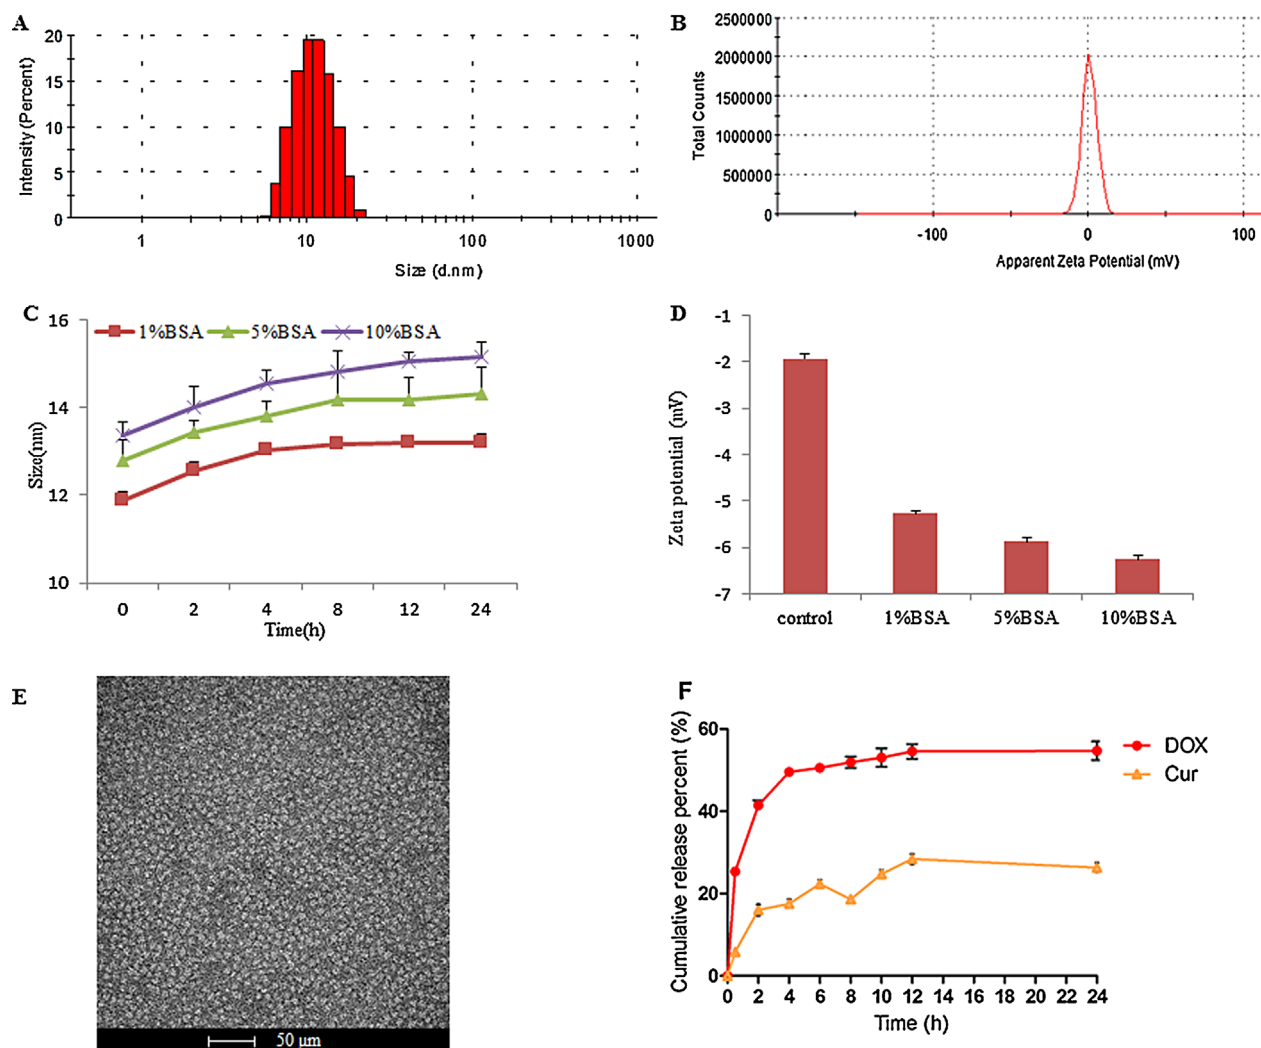 A
20
15
10
5
0
Intensity (Percent)
1 10 100 1000
Size (d.nm)
B
2500000
2000000
1500000
1000000
500000
0
Total Counts
-100 0 100
Apparent Zeta Potential (mV)
C
1%BSA 5%BSA 10%BSA
16
14
12
10
Size(nm)
0 2 4 8 12 24
Time(h)
D
-1
-2
-3
-4
-5
-6
-7
Zeta potential (mV)
control 1%BSA 5%BSA 10%BSA
E
50 µm
F
60
40
20
0
Cumulative release percent (%)
0 2 4 6 8 10 12 14 16 18 20 22 24
Time (h)
DOX
Cur